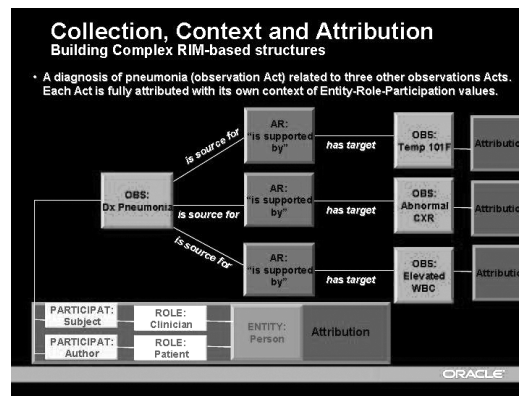 Collection, Context and Attribution
Building Complex RIM-based structures
• A diagnosis of pneumonia (observation Act) related to three other observations Acts.
Each Act is fully attributed with its own context of Entity-Role-Participation values.
AR:
"is supported
by"
is source for
has target
OBS:
Temp 101F
Attributio
OBS:
Dx Pneumonia
is source for
AR:
"is supported
by"
has target
OBS:
Abnormal
CXR
Attributio
is source for
AR:
"is supported
by"
has target
OBS:
Elevated
WBC
Attributio
PARTICIPAT:
Subject
ROLE:
Clinician
PARTICIPAT:
Author
ROLE:
Patient
ENTITY:
Person
Attribution
ORACLE